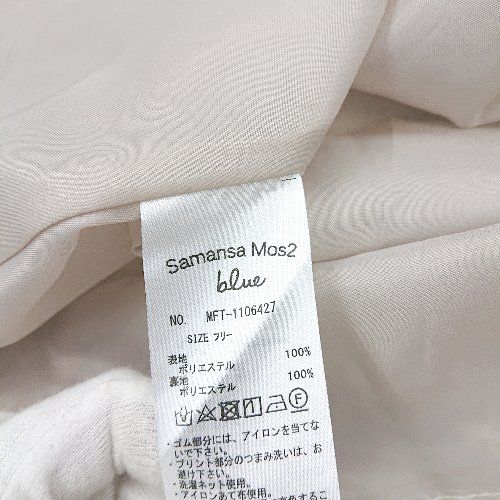 Samansa Mos2
blue
NO. MFT-1106427
SIZE フリー
表地
ポリエステル 100%
裏地
ポリエステル 100%
・ゴム部分には、アイロンを当てな
いで下さい。
・プリント部分のつまみ洗いは、お
避け下さい。
・洗濯ネット使用。
・アイロンあて布使用。